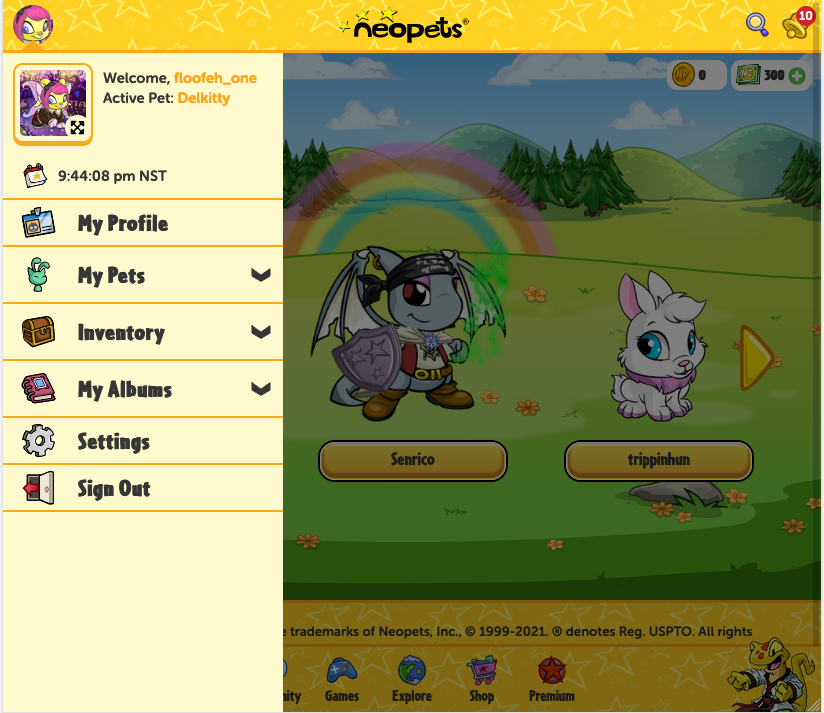 neopets®
10
Welcome, floofeh_one
Active Pet: Delkitty
NP 0
NC 300
9:44:08 pm NST
My Profile
My Pets
Inventory
My Albums
Settings
Sign Out
Senrico
trippinhun
trademarks of Neopets, Inc., © 1999-2021. ® denotes Reg. USPTO. All rights
Games
Explore
Shop
Premium